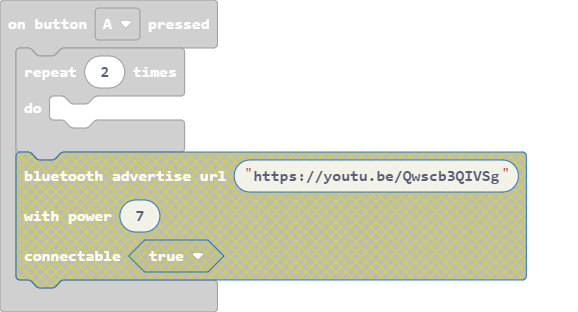 on button A pressed
repeat 2 times
do
bluetooth advertise url "https://youtu.be/Qwscb3QIVSg"
with power 7
connectable true